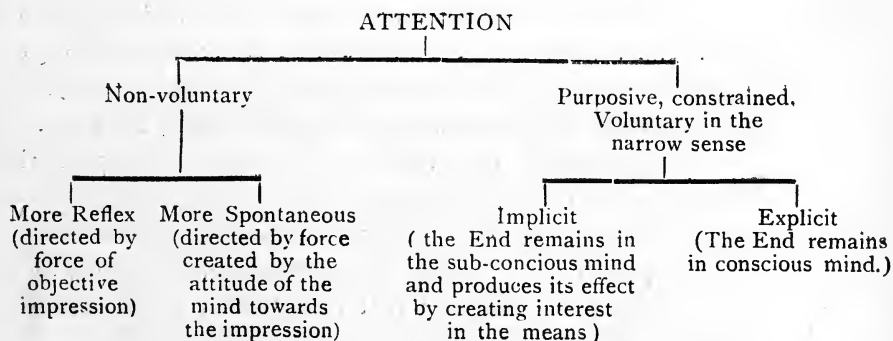 ATTENTION
Non-voluntary
Purposive, constrained,
Voluntary in the
narrow sense
More Reflex
(directed by
force of
objective
impression)
More Spontaneous
(directed by force
created by the
attitude of the
mind towards
the impression)
Implicit
( the End remains in
the sub-concious mind
and produces its effect
by creating interest
in the means )
Explicit
(The End remains
in conscious mind.)